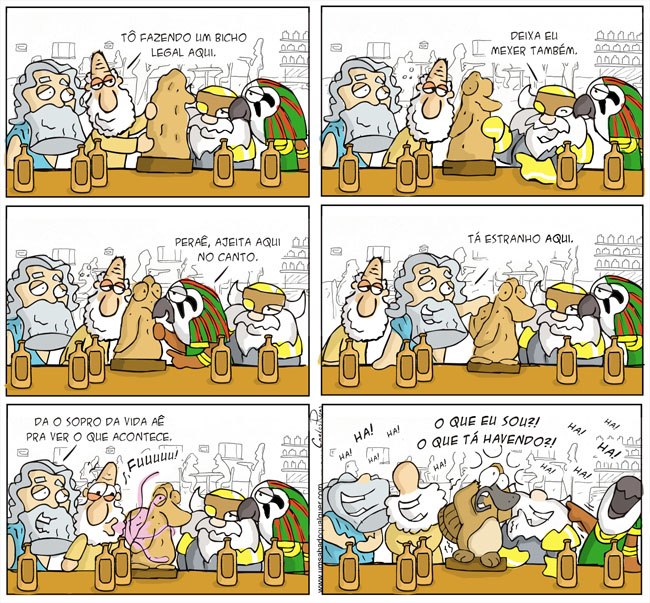 TÔ FAZENDO UM BICHO
LEGAL AQUI.
DEIXA EU
MEXER TAMBÉM.
PERAÊ, AJEITA AQUI
NO CANTO.
TÁ ESTRANHO AQUI.
DA O SOPRO DA VIDA AÊ
PRA VER O QUE ACONTECE.
FUUUUUU!
HA!
HA!
HA!
O QUE EU SOU?!
O QUE TÁ HAVENDO?!
HA!
HA!
HA!
HA!
www.umsabadoqualquer.com